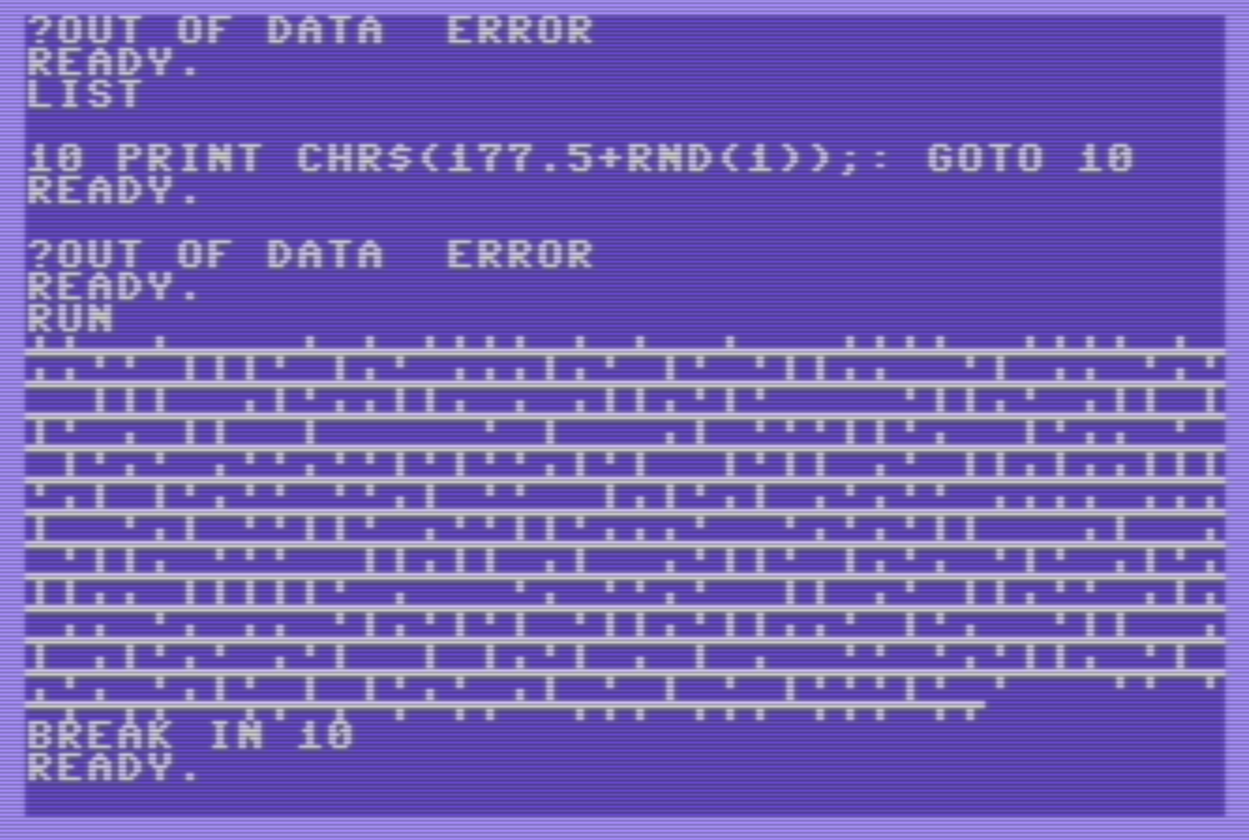 ?OUT OF DATA  ERROR
READY.
LIST
10 PRINT CHR$(177.5+RND(1));: GOTO 10
READY.
?OUT OF DATA  ERROR
READY.
RUN
BREAK IN 10
READY.